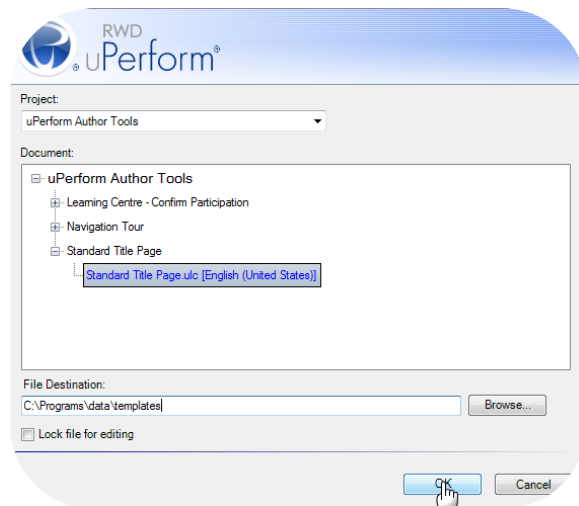 RWD
uPerform®
Project:
uPerform Author Tools
Document:
uPerform Author Tools
Learning Centre - Confirm Participation
Navigation Tour
Standard Title Page
Standard Title Page.ulc [English (United States)]
File Destination:
C:\Programs\data\templates
Browse...
Lock file for editing
OK
Cancel